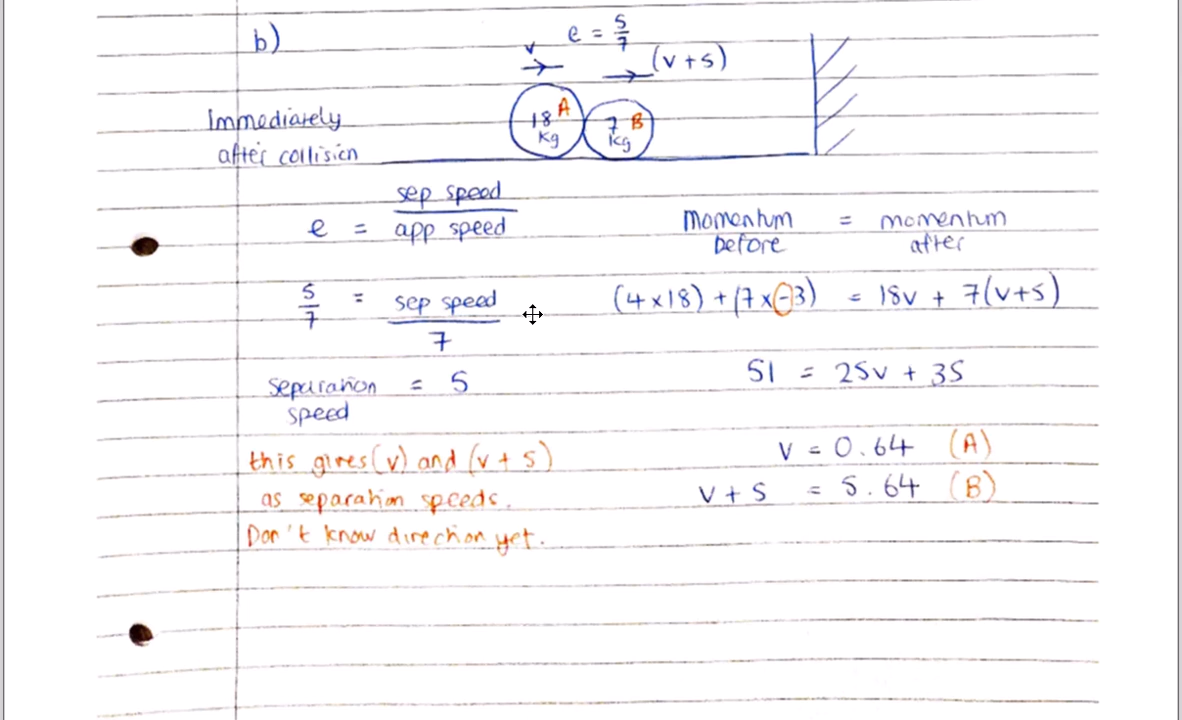 b)
e = 5/7
v (v+5)
Immediately
after collision
18 kg A 7 kg B
e = sep speed / app speed
Momentum before = momentum after
5/7 = sep speed / 7
(4×18) + (7×-3) = 18v + 7(v+5)
separation speed = 5
51 = 25v + 35
this gives (v) and (v+5)
as separation speeds.
Don't know direction yet.
v = 0.64 (A)
v+5 = 5.64 (B)